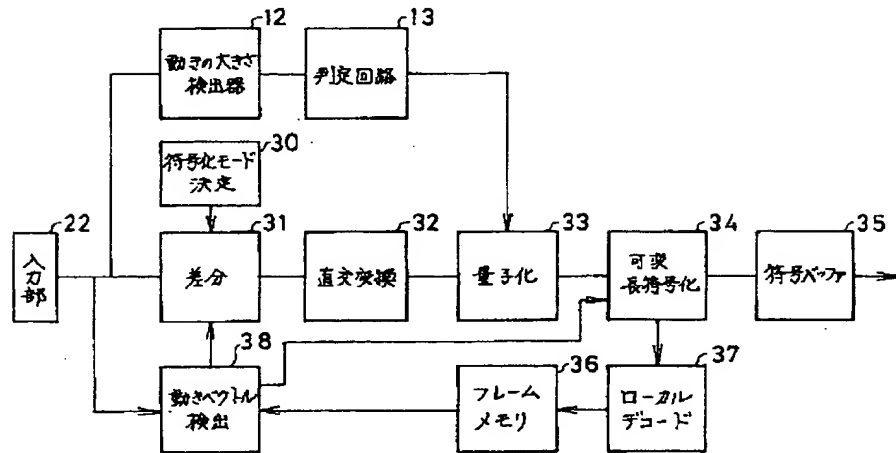 12
動きの大きさ
検出器
13
判定回路
30
符号化モード
決定
22
入力部
31
差分
32
直交変換
33
量子化
34
可変
長符号化
35
符号バッファ
38
動きベクトル
検出
36
フレーム
メモリ
37
ローカル
デコード